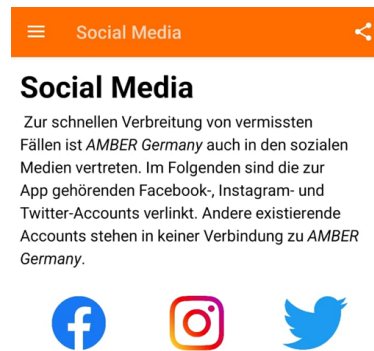 Social Media
Social Media
Zur schnellen Verbreitung von vermissten
Fällen ist AMBER Germany auch in den sozialen
Medien vertreten. Im Folgenden sind die zur
App gehörenden Facebook-, Instagram- und
Twitter-Accounts verlinkt. Andere existierende
Accounts stehen in keiner Verbindung zu AMBER
Germany.